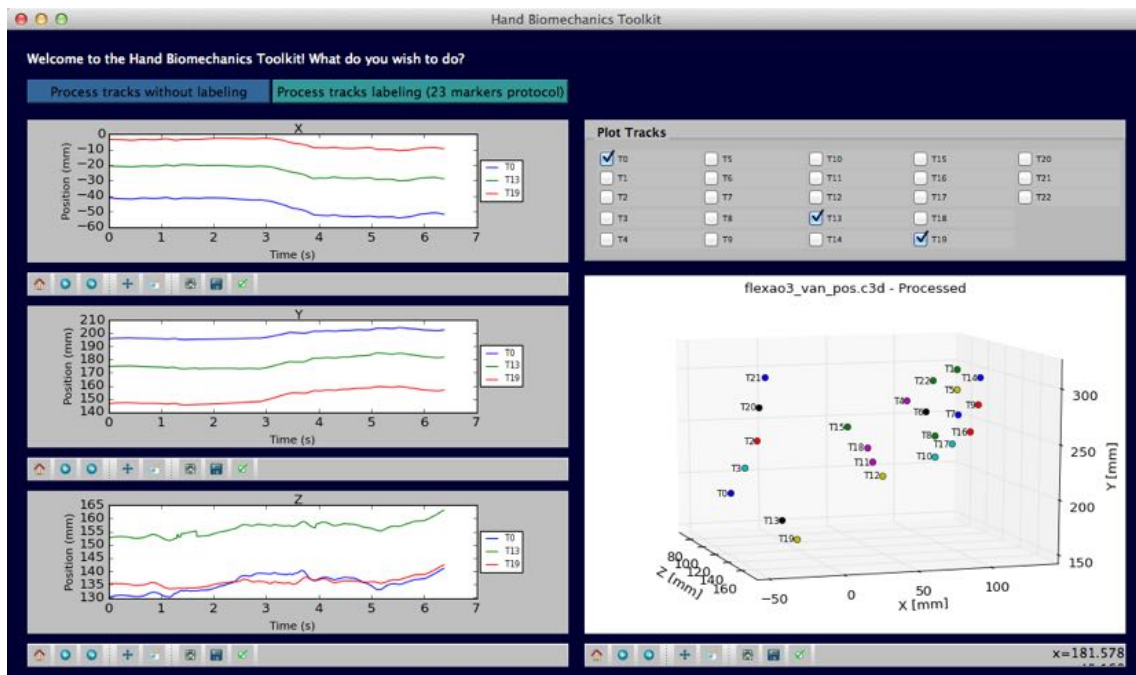 Hand Biomechanics Toolkit
Welcome to the Hand Biomechanics Toolkit! What do you wish to do?
Process tracks without labeling
Process tracks labeling (23 markers protocol)
X
Position (mm)
0
−10
−20
−30
−40
−50
−60
0 1 2 3 4 5 6 7
Time (s)
T0
T13
T19
Y
Position (mm)
210
200
190
180
170
160
150
140
0 1 2 3 4 5 6 7
T0
T13
T19
Z
Position (mm)
165
160
155
150
145
140
135
130
0 1 2 3 4 5 6 7
Time (s)
T0
T13
T19
Plot Tracks
T0 T5 T10 T15 T20
T1 T6 T11 T16 T21
T2 T7 T12 T17 T22
T3 T8 T13 T18
T4 T9 T14 T19
flexao3_van_pos.c3d - Processed
T21
T20
T2
T3
T0
T13
T19
T15
T18
T11
T12
T4
T22
T1
T14
T5
T6
T9
T7
T8
T16
T17
T10
300
250
200
150
Y [mm]
80
100
120
140
160
Z [mm]
−50 0 50 100
X [mm]
x=181.578